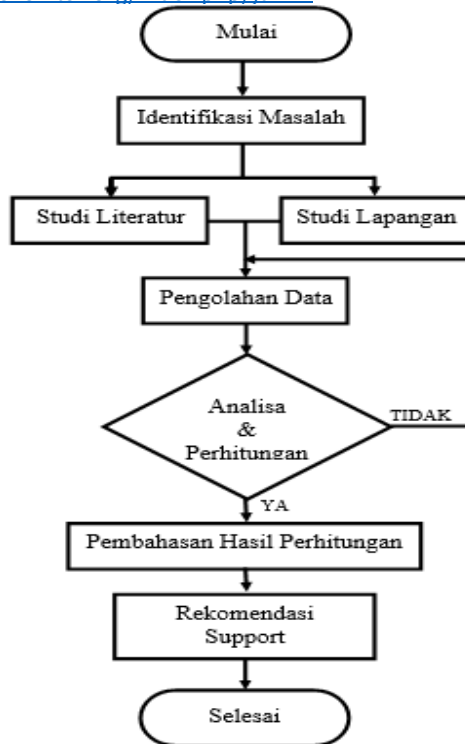 Mulai
Identifikasi Masalah
Studi Literatur
Studi Lapangan
Pengolahan Data
Analisa
&
Perhitungan
TIDAK
YA
Pembahasan Hasil Perhitungan
Rekomendasi
Support
Selesai